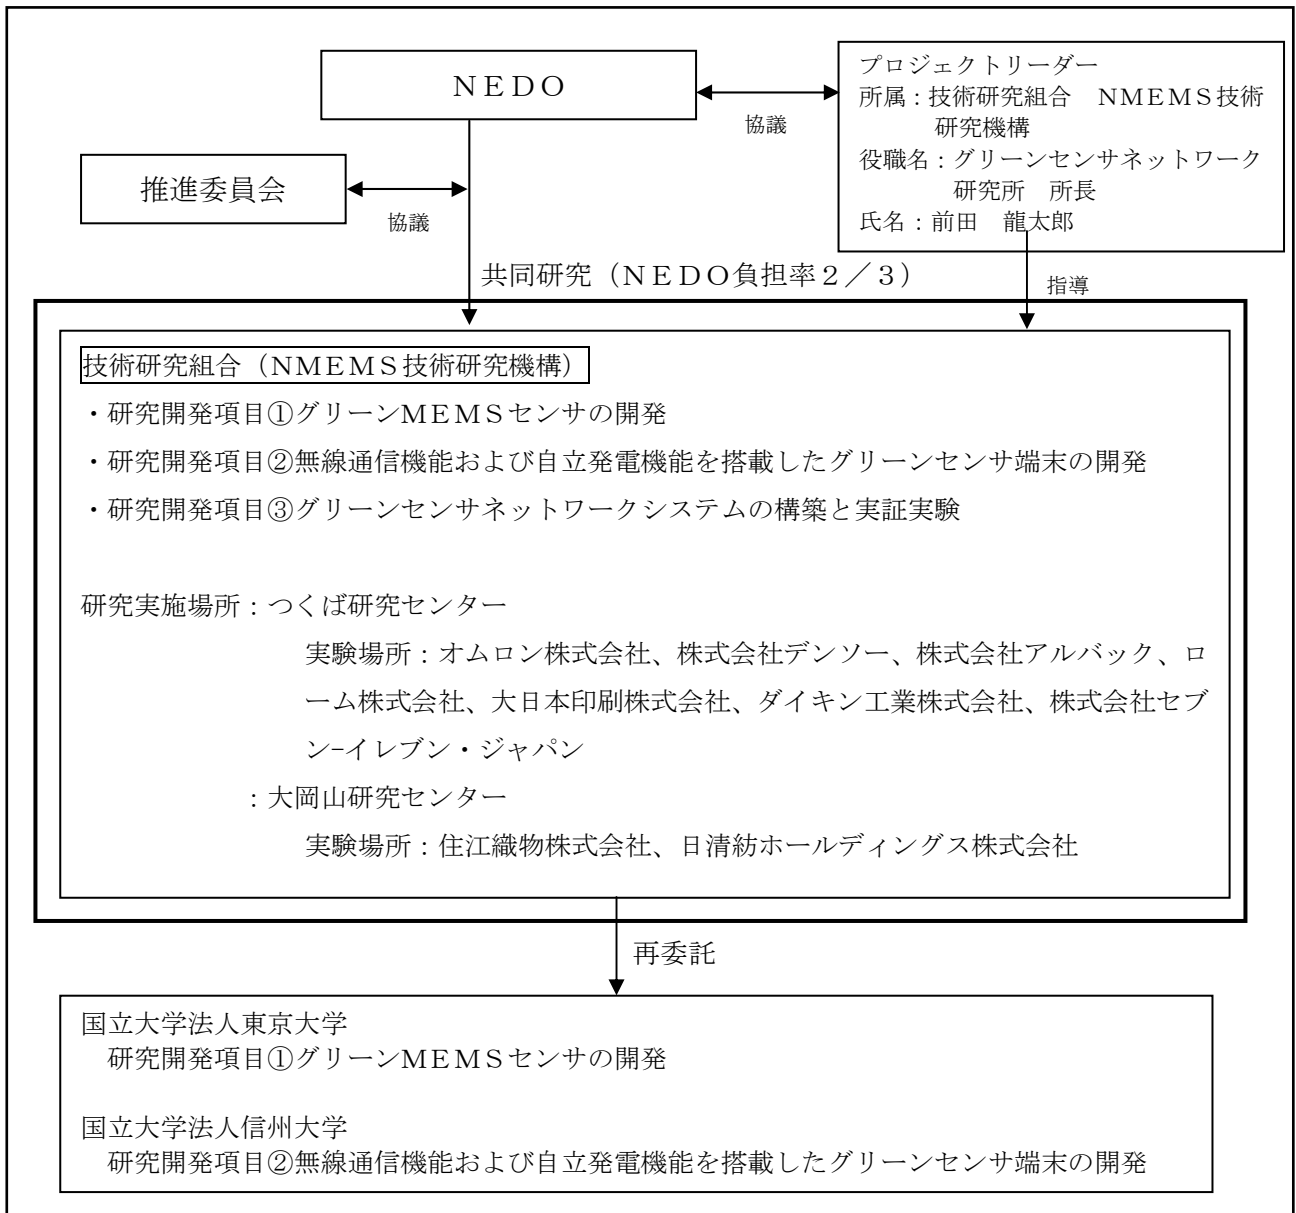 NEDO
プロジェクトリーダー
所属:技術研究組合 NMEMS技術
研究機構
役職名:グリーンセンサネットワーク
研究所 所長
氏名:前田 龍太郎
協議
推進委員会
協議
共同研究(NEDO負担率2/3)
指導
技術研究組合(NMEMS技術研究機構)
・研究開発項目①グリーンMEMSセンサの開発
・研究開発項目②無線通信機能および自立発電機能を搭載したグリーンセンサ端末の開発
・研究開発項目③グリーンセンサネットワークシステムの構築と実証実験
研究実施場所:つくば研究センター
実験場所:オムロン株式会社、株式会社デンソー、株式会社アルバック、ロ
ーム株式会社、大日本印刷株式会社、ダイキン工業株式会社、株式会社セブ
ン-イレブン・ジャパン
:大岡山研究センター
実験場所:住江織物株式会社、日清紡ホールディングス株式会社
再委託
国立大学法人東京大学
研究開発項目①グリーンMEMSセンサの開発
国立大学法人信州大学
研究開発項目②無線通信機能および自立発電機能を搭載したグリーンセンサ端末の開発